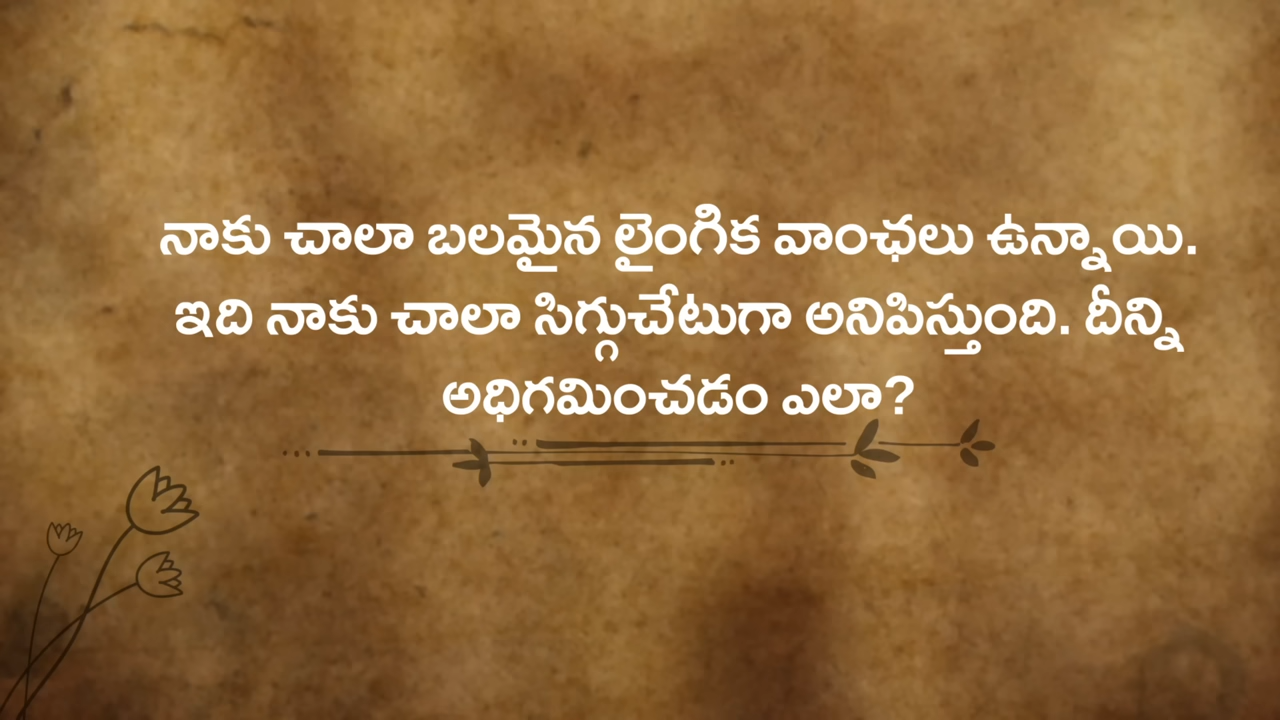 నాకు చాలా బలమైన లైంగిక వాంఛలు ఉన్నాయి.
ఇది నాకు చాలా సిగ్గుచేటుగా అనిపిస్తుంది. దీన్ని
అధిగమించడం ఎలా?